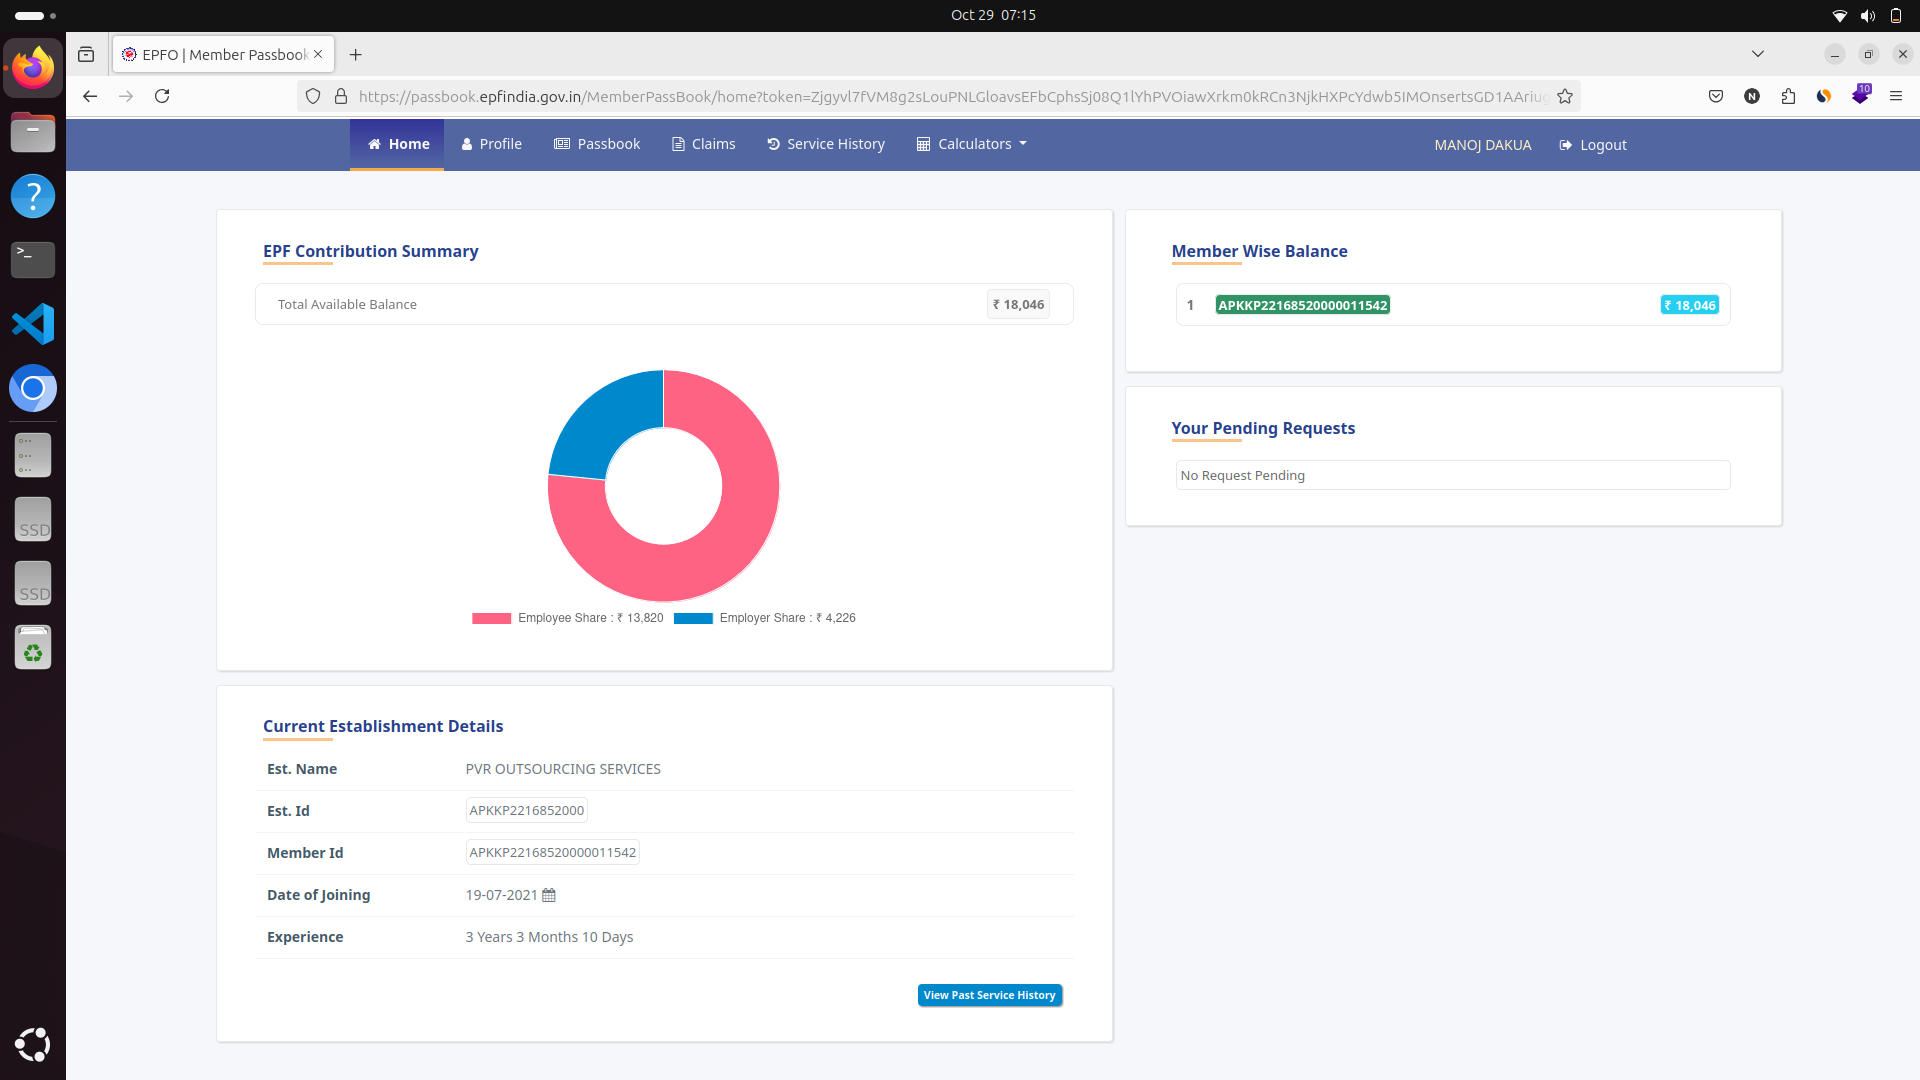 Oct 29 07:15
EPFO | Member Passbook
https://passbook.epfindia.gov.in/MemberPassBook/home?token=Zjgyvl7fVM8g2sLouPNLGloavsEFbCphsSj08Q1lYhPVOiawXrkm0kRCn3NjkHXPcYdwb5IMOnsertsGD1AAriug
N
10
Home
Profile
Passbook
Claims
Service History
Calculators
MANOJ DAKUA
Logout
EPF Contribution Summary
Total Available Balance
₹ 18,046
Employee Share : ₹ 13,820
Employer Share : ₹ 4,226
Member Wise Balance
1 APKKP22168520000011542 ₹ 18,046
Your Pending Requests
No Request Pending
Current Establishment Details
Est. Name PVR OUTSOURCING SERVICES
Est. Id APKKP2216852000
Member Id APKKP22168520000011542
Date of Joining 19-07-2021
Experience 3 Years 3 Months 10 Days
View Past Service History
SSD
SSD